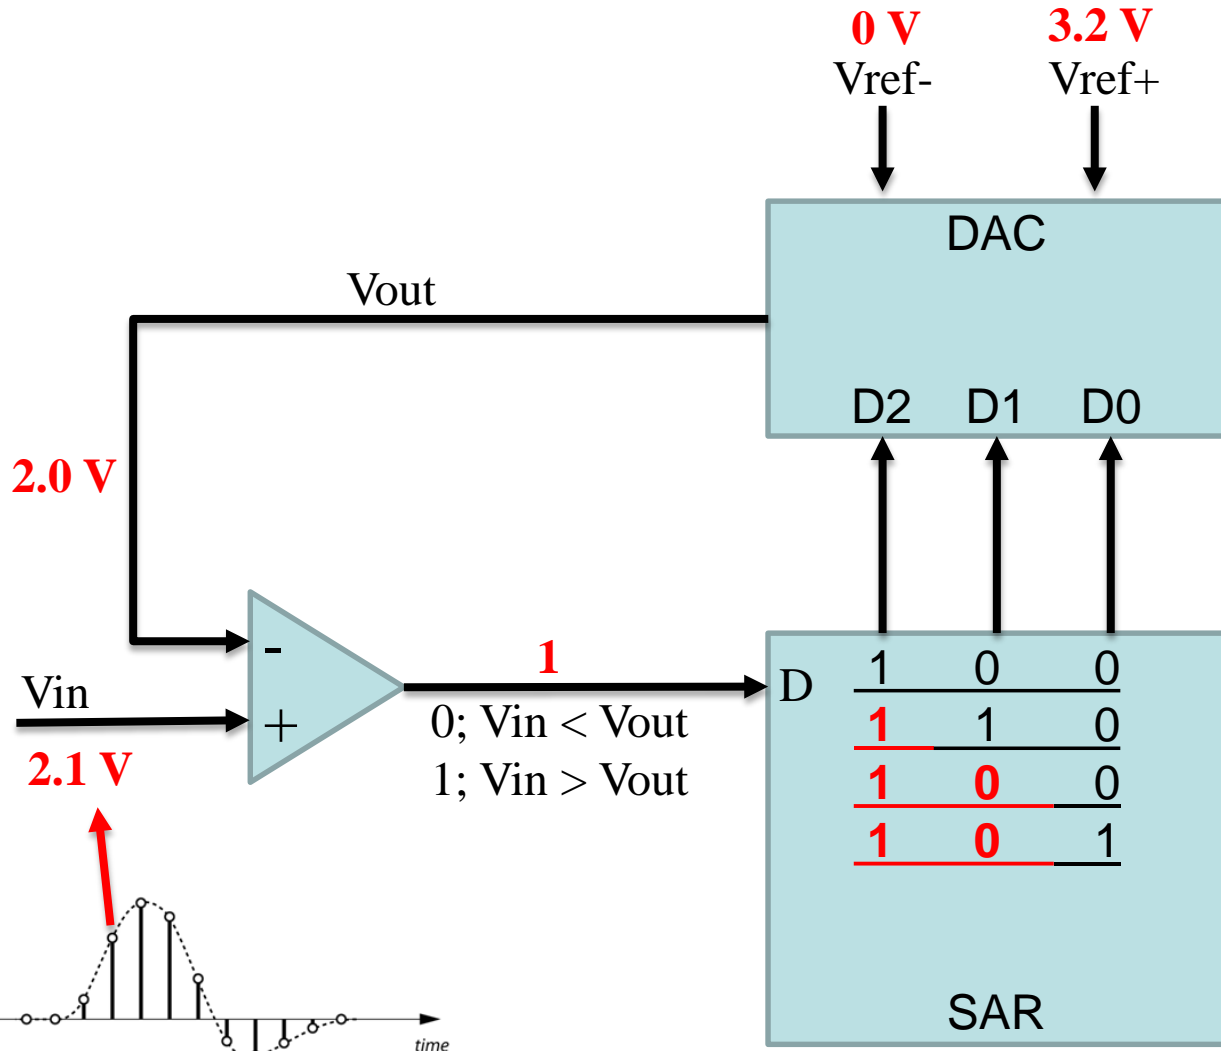 0 V 3.2 V
Vref- Vref+
DAC
Vout
D2 D1 D0
2.0 V
-
1
Vin
+
D
1 0 0
0; Vin < Vout
1 1 0
2.1 V
1; Vin > Vout
1 0 0
1 0 1
SAR
time